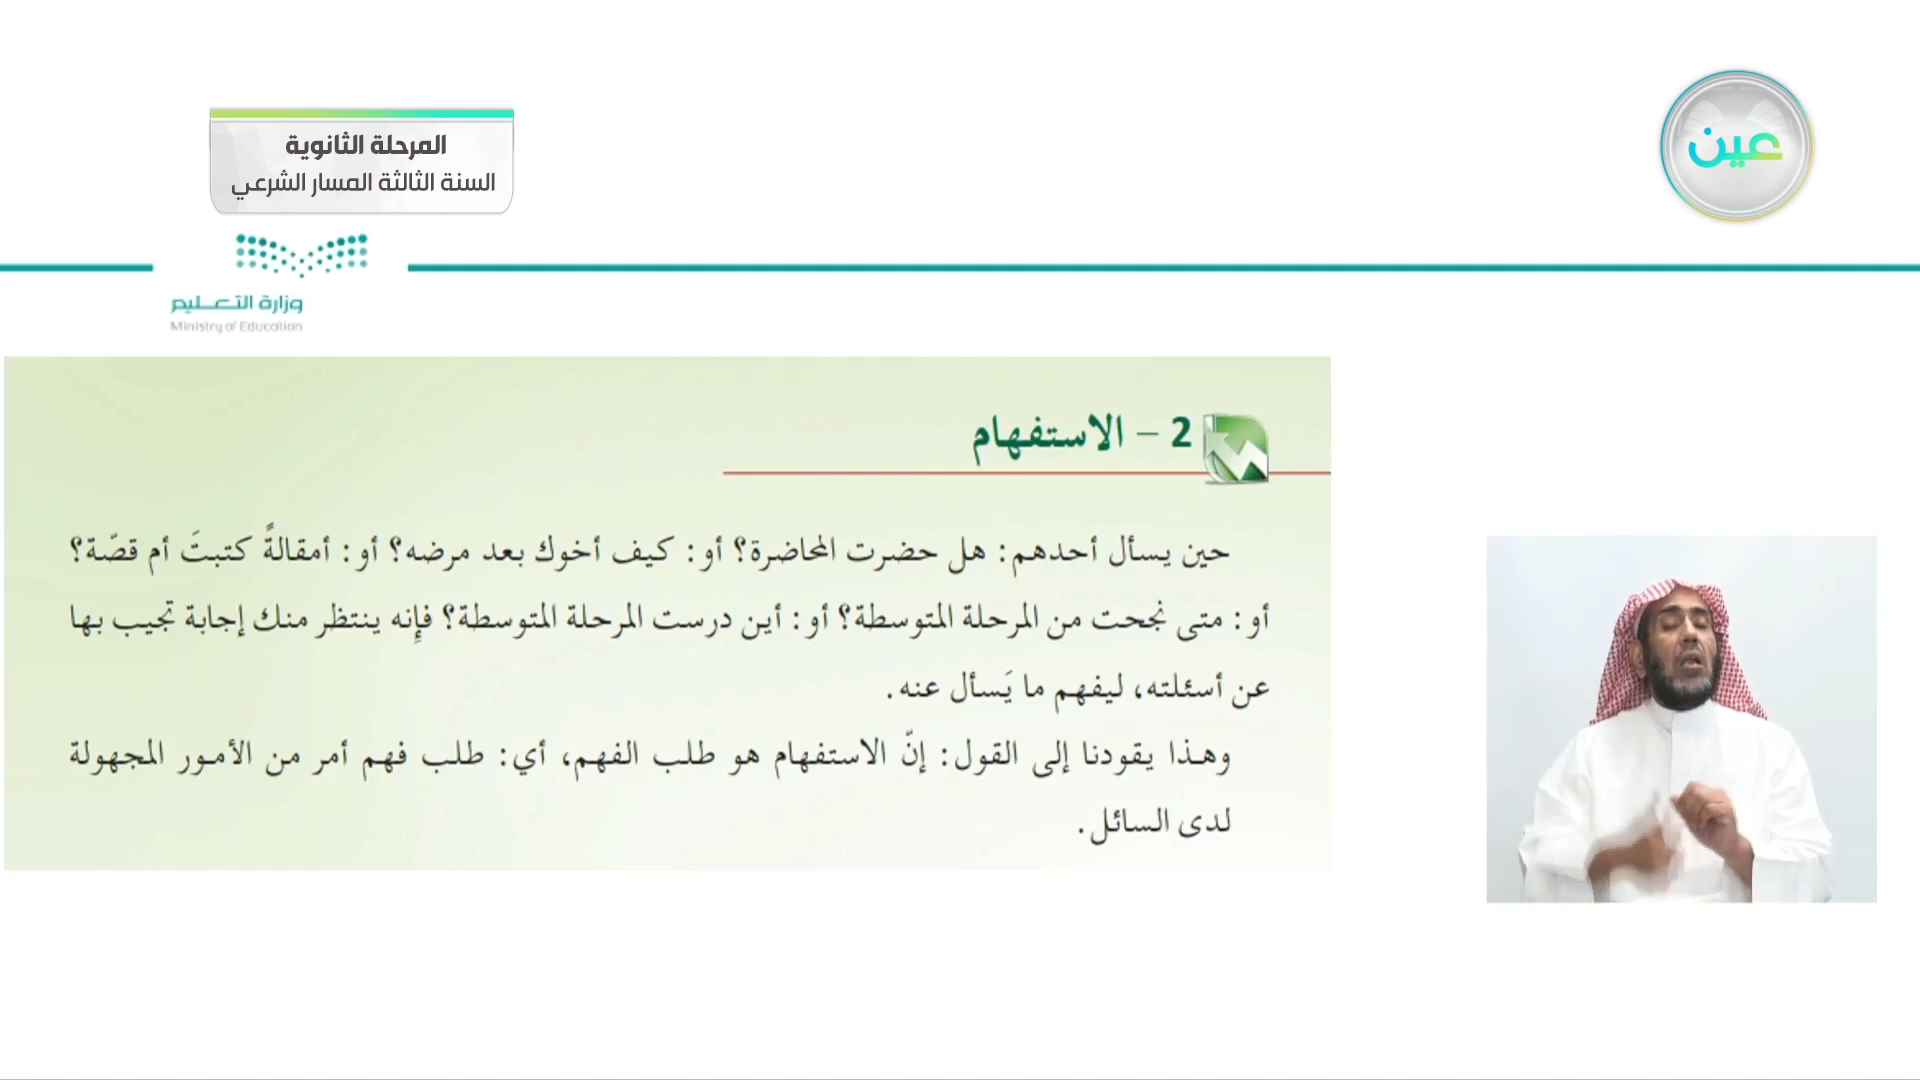 عين
المرحلة الثانوية
السنة الثالثة المسار الشرعي
وزارة التعـليم
Ministry of Education
2 – الاستفهام
حين يسأل أحدهم: هل حضرت المحاضرة؟ أو: كيف أخوك بعد مرضه؟ أو: أمقالةً كتبتَ أم قصّة؟
أو: متى نجحت من المرحلة المتوسطة؟ أو: أين درست المرحلة المتوسطة؟ فإنه ينتظر منك إجابة تجيب بها
عن أسئلته، ليفهم ما يَسأل عنه.
وهذا يقودنا إلى القول: إنّ الاستفهام هو طلب الفهم، أي: طلب فهم أمر من الأمور المجهولة
لدى السائل.